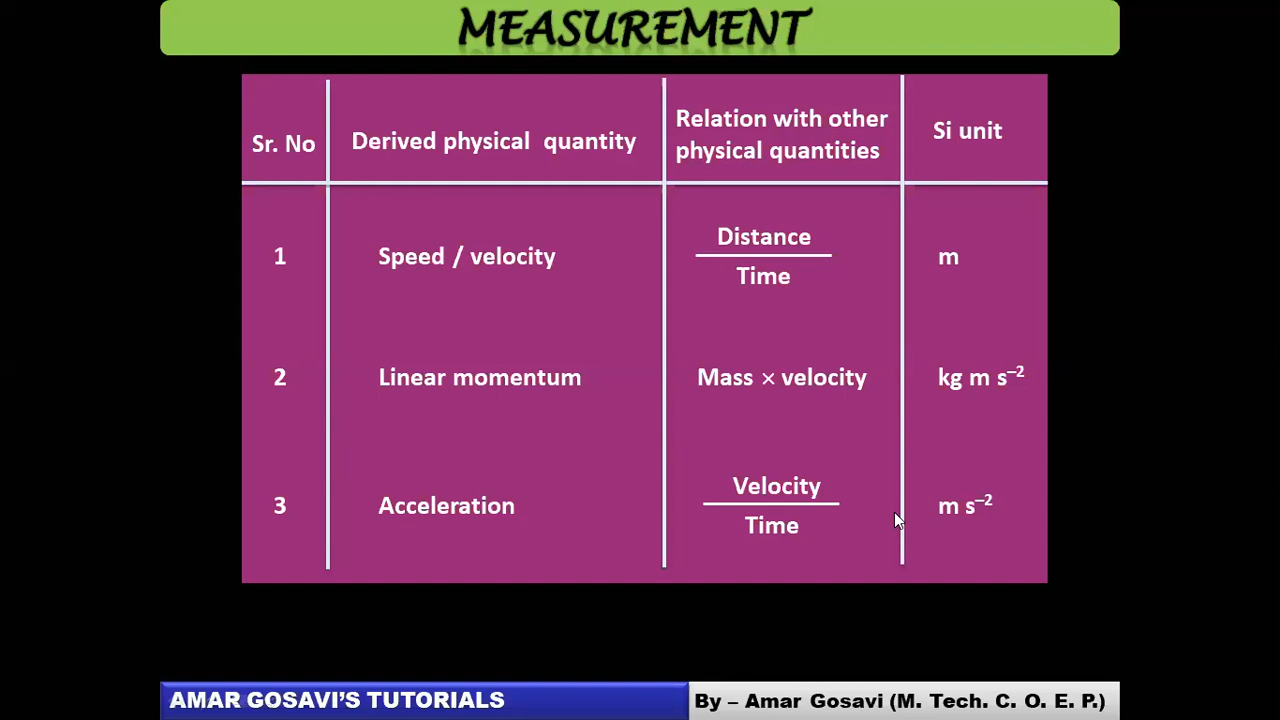 MEASUREMENT
Sr. No Derived physical quantity Relation with other physical quantities Si unit
1 Speed / velocity Distance / Time m
2 Linear momentum Mass × velocity kg m s⁻²
3 Acceleration Velocity / Time m s⁻²
AMAR GOSAVI'S TUTORIALS By – Amar Gosavi (M. Tech. C. O. E. P.)